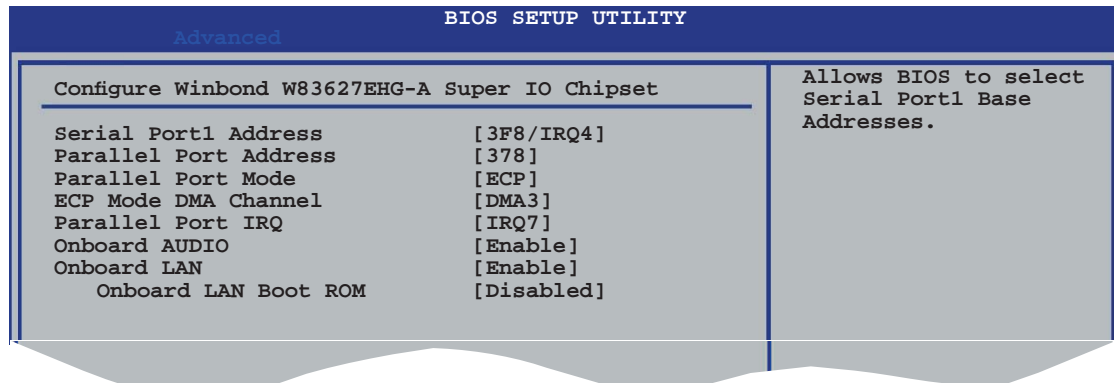 BIOS SETUP UTILITY
Advanced
Configure Winbond W83627EHG-A Super IO Chipset
Serial Port1 Address [3F8/IRQ4]
Parallel Port Address [378]
Parallel Port Mode [ECP]
ECP Mode DMA Channel [DMA3]
Parallel Port IRQ [IRQ7]
Onboard AUDIO [Enable]
Onboard LAN [Enable]
Onboard LAN Boot ROM [Disabled]
Allows BIOS to select
Serial Port1 Base
Addresses.